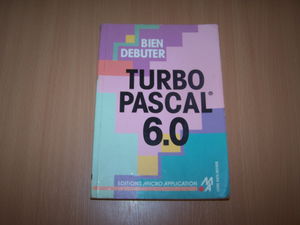 BIEN
DEBUTER
TURBO
PASCAL®
6.0
EDITIONS MICRO APPLICATION